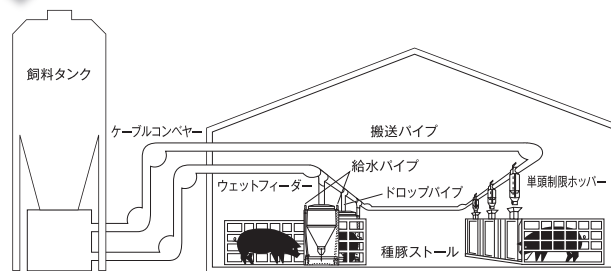 飼料タンク
ケーブルコンベヤー
搬送パイプ
給水パイプ
ウェットフィーダー
ドロップパイプ
単頭制限ホッパー
種豚ストール